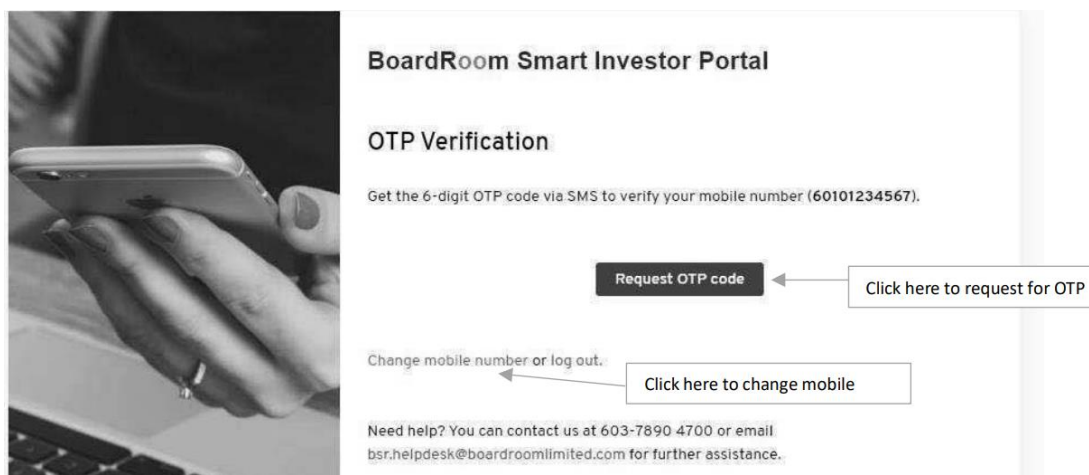 BoardRoom Smart Investor Portal
OTP Verification
Get the 6-digit OTP code via SMS to verify your mobile number (60101234567).
Request OTP code
Click here to request for OTP
Change mobile number or log out.
Click here to change mobile
Need help? You can contact us at 603-7890 4700 or email
bsr.helpdesk@boardroomlimited.com for further assistance.